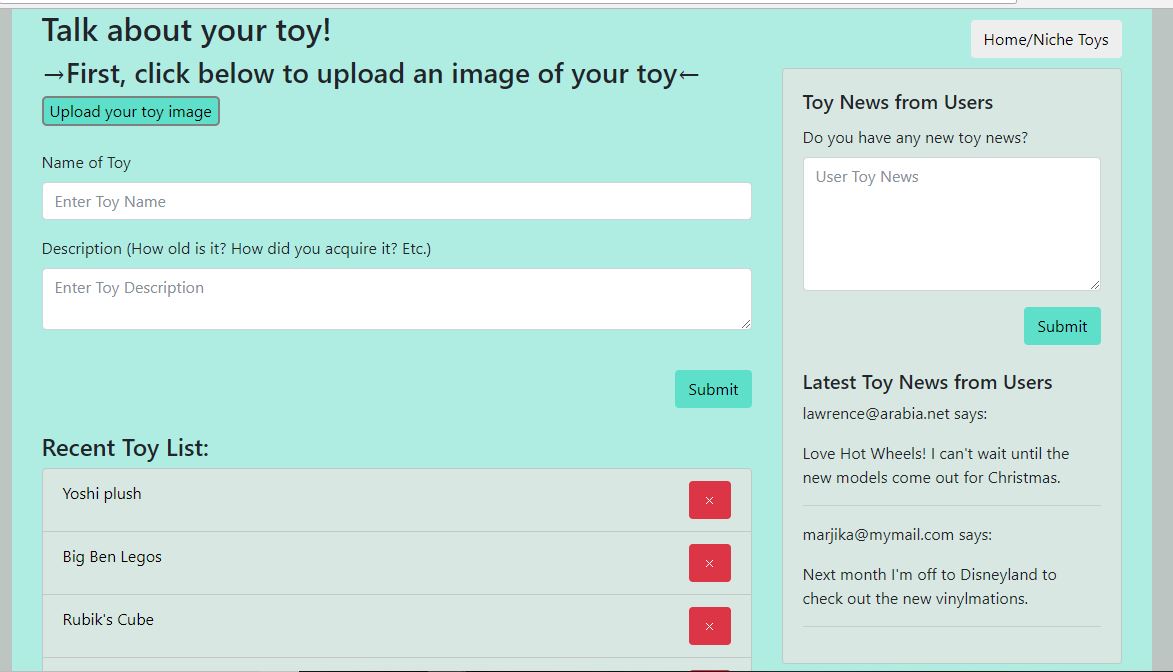 Talk about your toy!
→First, click below to upload an image of your toy←
Upload your toy image
Name of Toy
Enter Toy Name
Description (How old is it? How did you acquire it? Etc.)
Enter Toy Description
Submit
Recent Toy List:
Yoshi plush
×
Big Ben Legos
×
Rubik's Cube
×
Home/Niche Toys
Toy News from Users
Do you have any new toy news?
User Toy News
Submit
Latest Toy News from Users
lawrence@arabia.net says:
Love Hot Wheels! I can't wait until the
new models come out for Christmas.
marjika@mymail.com says:
Next month I'm off to Disneyland to
check out the new vinylmations.